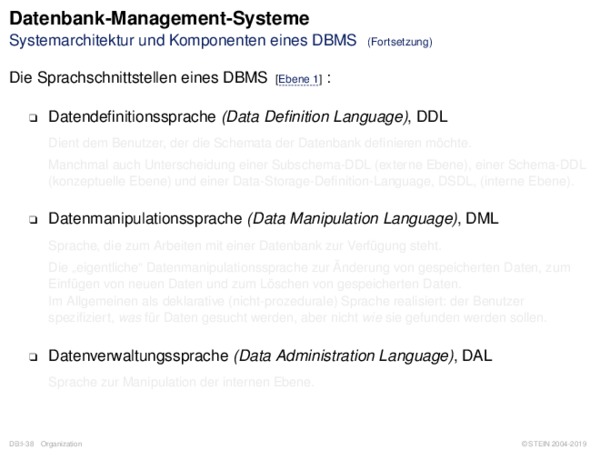 Datenbank-Management-Systeme
Systemarchitektur und Komponenten eines DBMS (Fortsetzung)
Die Sprachschnittstellen eines DBMS [Ebene 1] :
❑ Datendefinitionssprache (Data Definition Language), DDL
Dient dem Benutzer, der die Schemata der Datenbank definieren möchte.
Manchmal auch Unterscheidung einer Subschema-DDL (externe Ebene), einer Schema-DDL
(konzeptuelle Ebene) und einer Data-Storage-Definition-Language, DSDL, (interne Ebene).
❑ Datenmanipulationssprache (Data Manipulation Language), DML
Sprache, die zum Arbeiten mit einer Datenbank zur Verfügung steht.
Die „eigentliche“ Datenmanipulationssprache zur Änderung von gespeicherten Daten, zum
Einfügen von neuen Daten und zum Löschen von gespeicherten Daten.
Im Allgemeinen als deklarative (nicht-prozedurale) Sprache realisiert: der Benutzer
spezifiziert, was für Daten gesucht werden, aber nicht wie sie gefunden werden sollen.
❑ Datenverwaltungssprache (Data Administration Language), DAL
Sprache zur Manipulation der internen Ebene.
DB:I-38 Organization
© STEIN 2004-2019